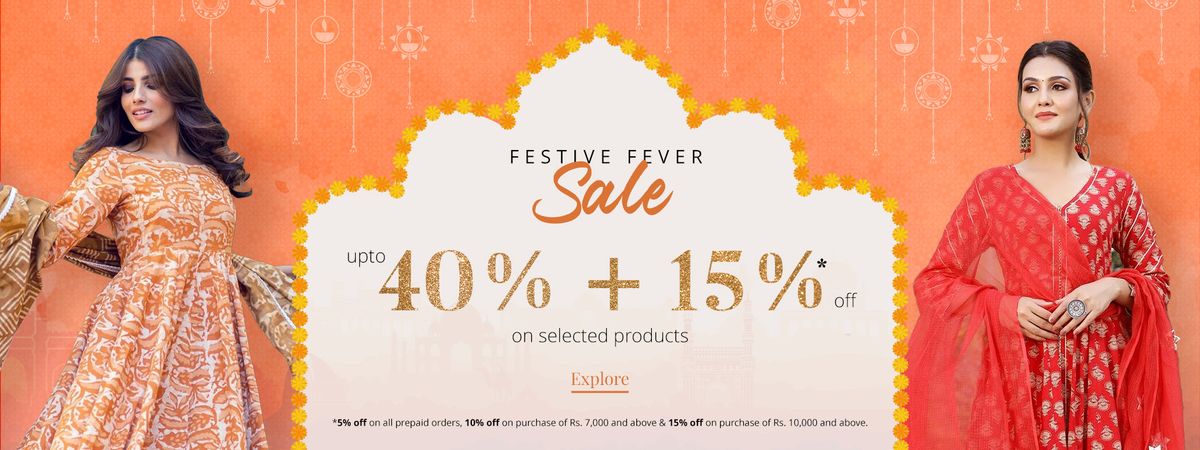 FESTIVE FEVER
Sale
upto 40% + 15%* off
on selected products
Explore
*5% off on all prepaid orders, 10% off on purchase of Rs. 7,000 and above & 15% off on purchase of Rs. 10,000 and above.